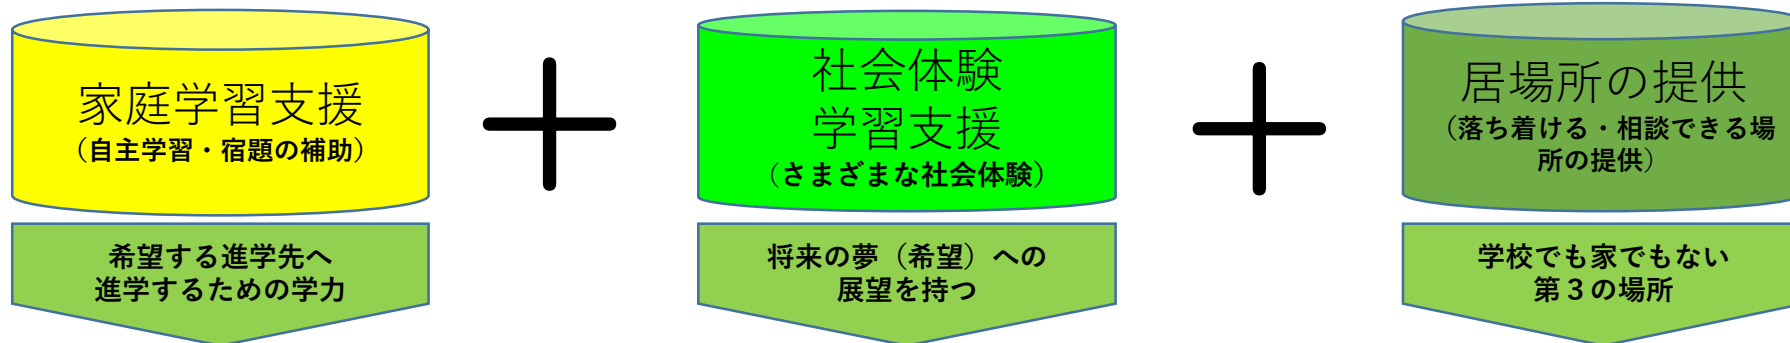 家庭学習支援
（自主学習・宿題の補助）
希望する進学先へ
進学するための学力
社会体験
学習支援
（さまざまな社会体験）
将来の夢（希望）への
展望を持つ
居場所の提供
（落ち着ける・相談できる場
所の提供）
学校でも家でもない
第３の場所